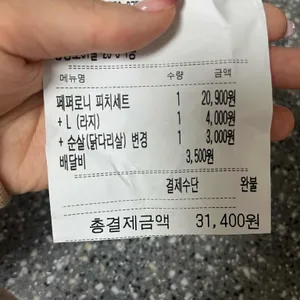 메뉴명 수량 금액
페퍼로니 피치세트 1 20,900원
+ L (라지) 1 4,000원
+ 순살(닭다리살) 변경 1 3,000원
배달비 3,500원
결제수단 완불
총결제금액 31,400원